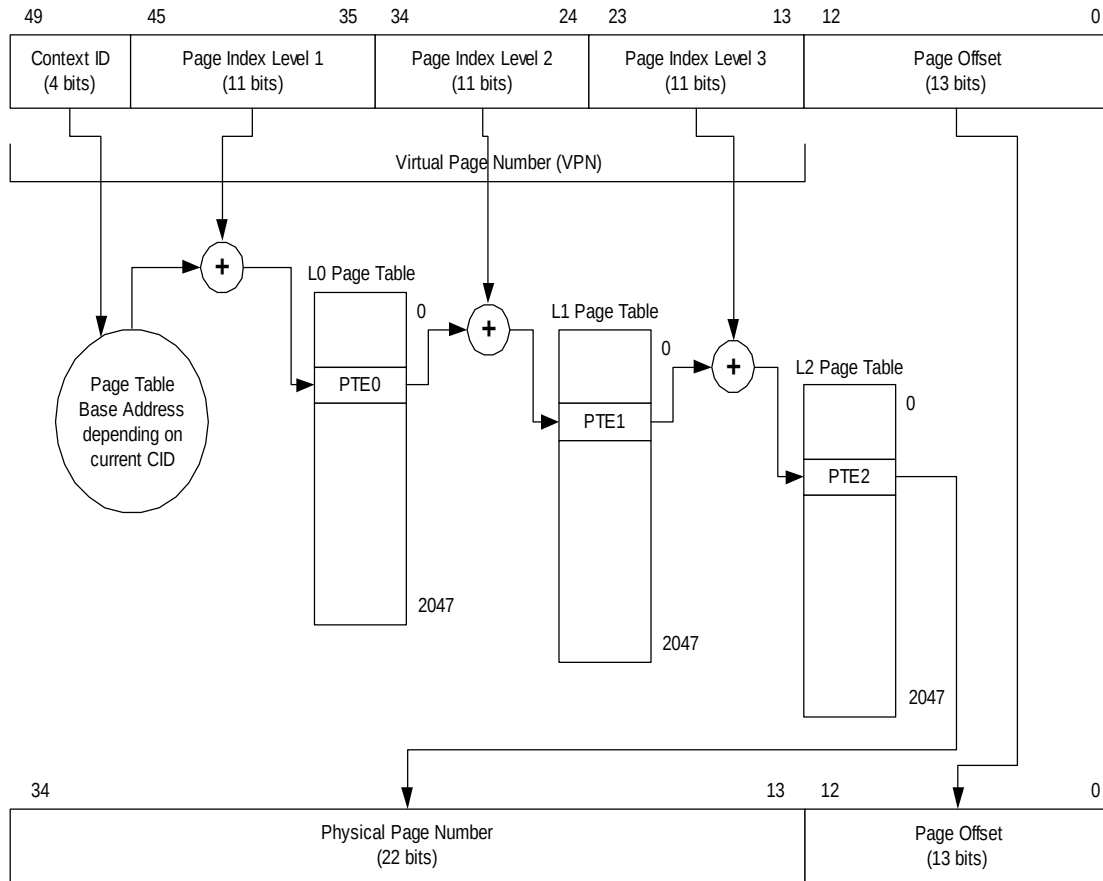 49 45 35 34 24 23 13 12 0
Context ID
(4 bits)
Page Index Level 1
(11 bits)
Page Index Level 2
(11 bits)
Page Index Level 3
(11 bits)
Page Offset
(13 bits)
Virtual Page Number (VPN)
+
L0 Page Table
0
PTE0
2047
+
L1 Page Table
0
PTE1
2047
+
L2 Page Table
0
PTE2
2047
Page Table
Base Address
depending on
current CID
34 13 12 0
Physical Page Number
(22 bits)
Page Offset
(13 bits)